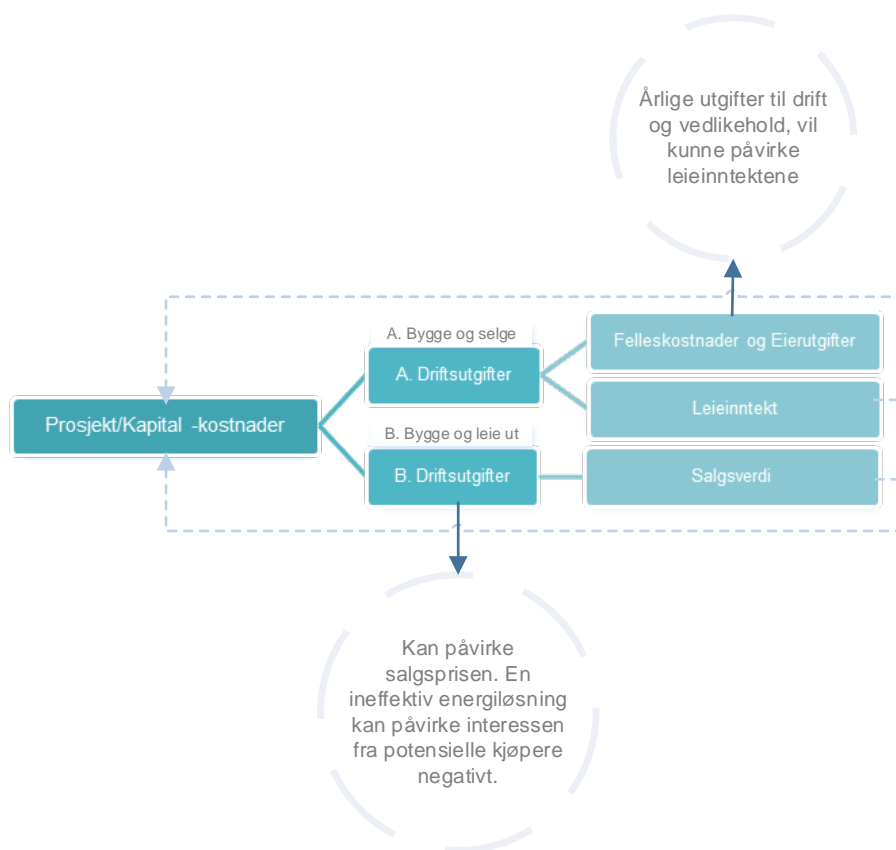 Årlige utgifter til drift
og vedlikehold, vil
kunne påvirke
leieinntektene
A. Bygge og selge
Felleskostnader og Eierutgifter
A. Driftsutgifter
Prosjekt/Kapital -kostnader
Leieinntekt
B. Bygge og leie ut
B. Driftsutgifter
Salgsverdi
Kan påvirke
salgsprisen. En
ineffektiv energiløsning
kan påvirke interessen
fra potensielle kjøpere
negativt.